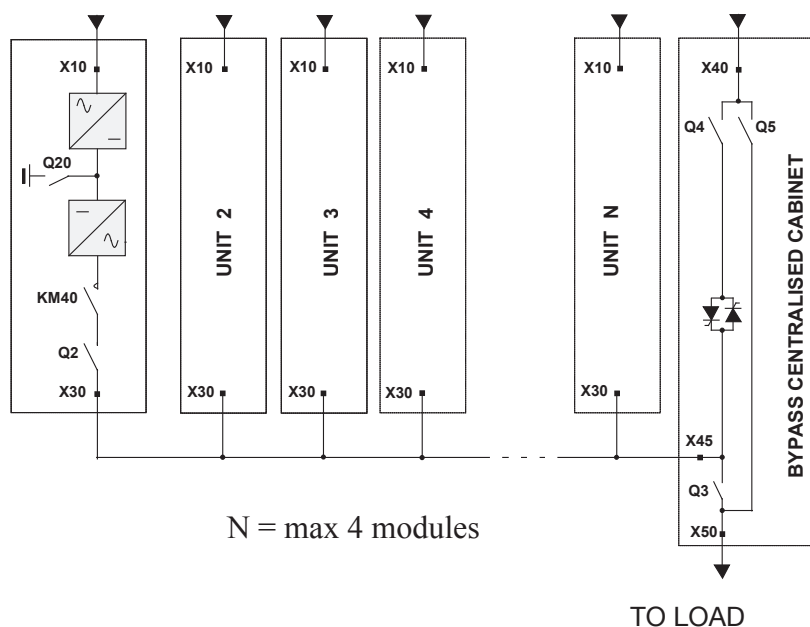 X10
X10
X10
X10
X10
X40
Q4
Q5
Q20
UNIT 2
UNIT 3
UNIT 4
UNIT N
BYPASS CENTRALISED CABINET
KM40
Q2
X30
X30
X30
X30
X30
X45
Q3
N = max 4 modules
X50
TO LOAD